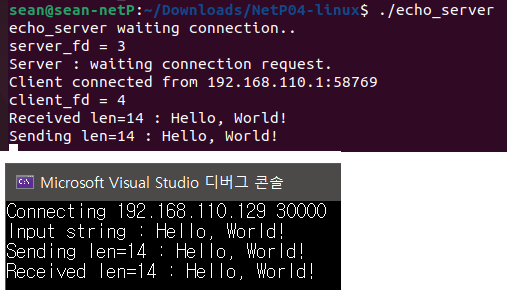 sean@sean-netP:~/Downloads/NetP04-linux$ ./echo_server
echo_server waiting connection..
server_fd = 3
Server : waiting connection request.
Client connected from 192.168.110.1:58769
client_fd = 4
Received len=14 : Hello, World!
Sending len=14 : Hello, World!
Microsoft Visual Studio 디버그 콘솔
Connecting 192.168.110.129 30000
Input string : Hello, World!
Sending len=14 : Hello, World!
Received len=14 : Hello, World!